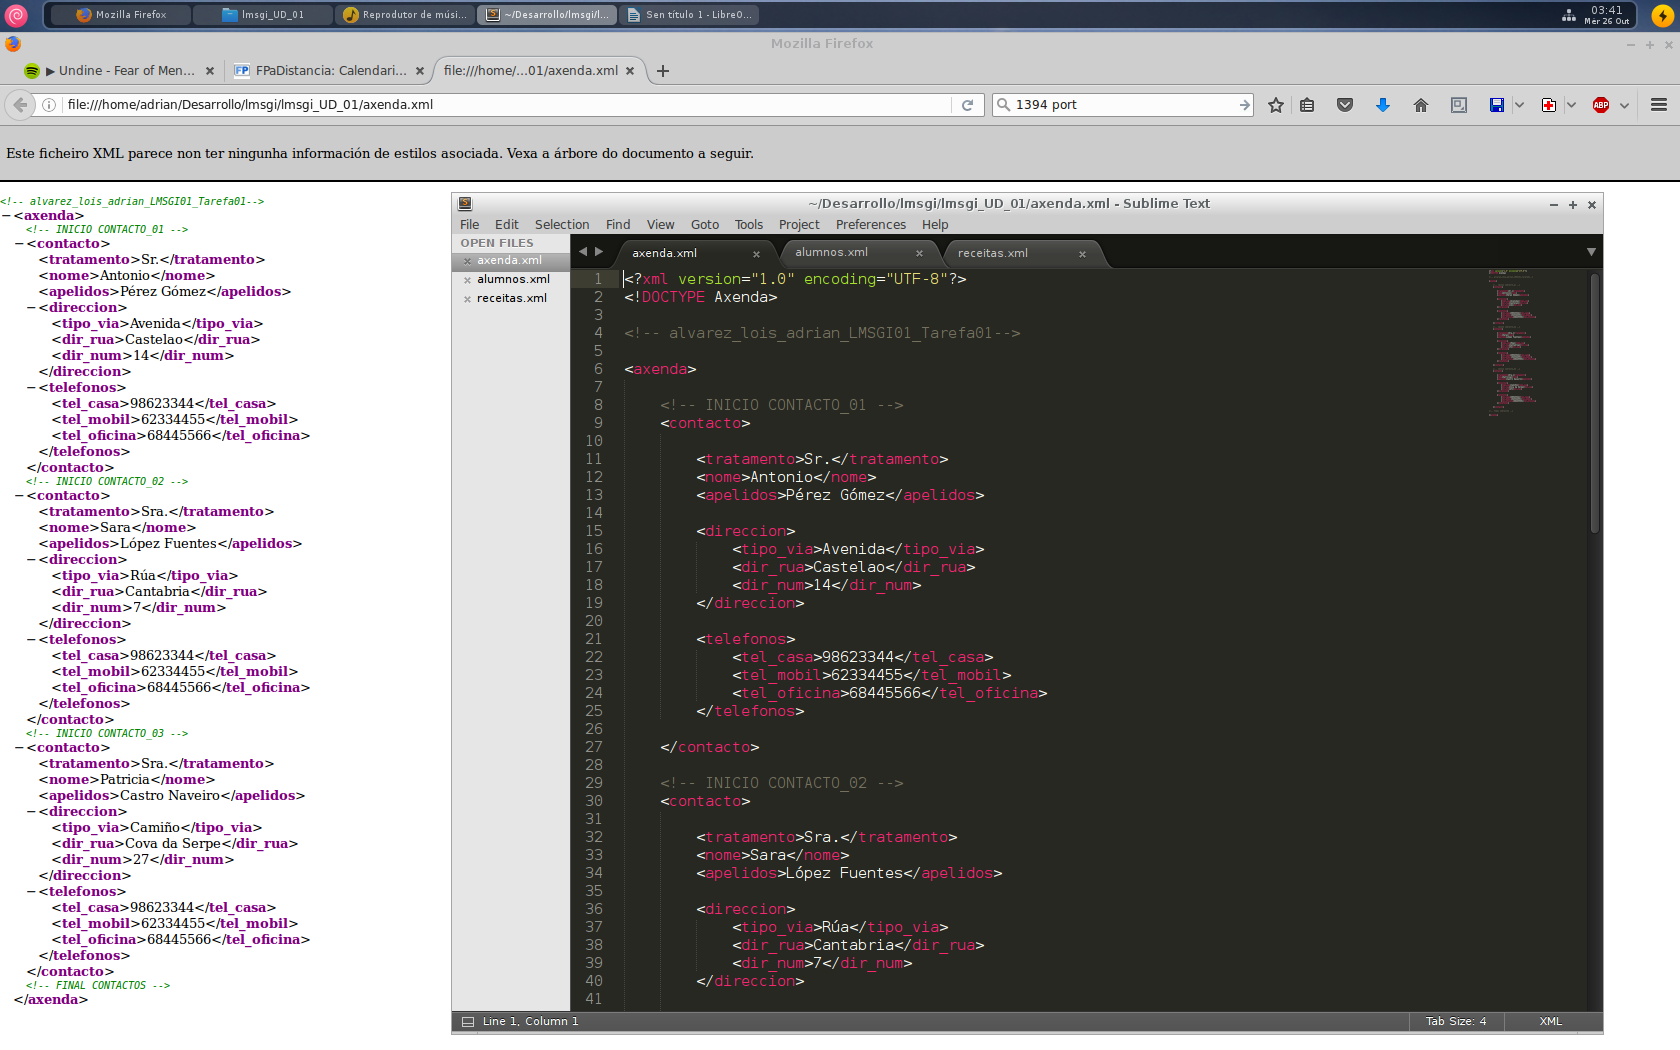 Mozilla Firefox
lmsgi_UD_01
Reprodutor de músi...
~/Desarrollo/lmsgi/l...
Sen título 1 - LibreO...
03:41
Mér 26 Out
Mozilla Firefox
▶ Undine - Fear of Men...
FPaDistancia: Calendari...
file:///home/...01/axenda.xml
file:///home/adrian/Desarrollo/lmsgi/lmsgi_UD_01/axenda.xml
1394 port
ABP
Este ficheiro XML parece non ter ningunha información de estilos asociada. Vexa a árbore do documento a seguir.
<!-- alvarez_lois_adrian_LMSGI01_Tarefa01-->
−<axenda>
<!-- INICIO CONTACTO_01 -->
−<contacto>
<tratamento>Sr.</tratamento>
<nome>Antonio</nome>
<apelidos>Pérez Gómez</apelidos>
−<direccion>
<tipo_via>Avenida</tipo_via>
<dir_rua>Castelao</dir_rua>
<dir_num>14</dir_num>
</direccion>
−<telefonos>
<tel_casa>98623344</tel_casa>
<tel_mobil>62334455</tel_mobil>
<tel_oficina>68445566</tel_oficina>
</telefonos>
</contacto>
<!-- INICIO CONTACTO_02 -->
−<contacto>
<tratamento>Sra.</tratamento>
<nome>Sara</nome>
<apelidos>López Fuentes</apelidos>
−<direccion>
<tipo_via>Rúa</tipo_via>
<dir_rua>Cantabria</dir_rua>
<dir_num>7</dir_num>
</direccion>
−<telefonos>
<tel_casa>98623344</tel_casa>
<tel_mobil>62334455</tel_mobil>
<tel_oficina>68445566</tel_oficina>
</telefonos>
</contacto>
<!-- INICIO CONTACTO_03 -->
−<contacto>
<tratamento>Sra.</tratamento>
<nome>Patricia</nome>
<apelidos>Castro Naveiro</apelidos>
−<direccion>
<tipo_via>Camiño</tipo_via>
<dir_rua>Cova da Serpe</dir_rua>
<dir_num>27</dir_num>
</direccion>
−<telefonos>
<tel_casa>98623344</tel_casa>
<tel_mobil>62334455</tel_mobil>
<tel_oficina>68445566</tel_oficina>
</telefonos>
</contacto>
<!-- FINAL CONTACTOS -->
</axenda>
~/Desarrollo/lmsgi/lmsgi_UD_01/axenda.xml - Sublime Text
File Edit Selection Find View Goto Tools Project Preferences Help
OPEN FILES
axenda.xml
alumnos.xml
receitas.xml
axenda.xml
alumnos.xml
receitas.xml
1 <?xml version="1.0" encoding="UTF-8"?>
2 <!DOCTYPE Axenda>
3
4 <!-- alvarez_lois_adrian_LMSGI01_Tarefa01-->
5
6 <axenda>
7
8 <!-- INICIO CONTACTO_01 -->
9 <contacto>
10
11 <tratamento>Sr.</tratamento>
12 <nome>Antonio</nome>
13 <apelidos>Pérez Gómez</apelidos>
14
15 <direccion>
16 <tipo_via>Avenida</tipo_via>
17 <dir_rua>Castelao</dir_rua>
18 <dir_num>14</dir_num>
19 </direccion>
20
21 <telefonos>
22 <tel_casa>98623344</tel_casa>
23 <tel_mobil>62334455</tel_mobil>
24 <tel_oficina>68445566</tel_oficina>
25 </telefonos>
26
27 </contacto>
28
29 <!-- INICIO CONTACTO_02 -->
30 <contacto>
31
32 <tratamento>Sra.</tratamento>
33 <nome>Sara</nome>
34 <apelidos>López Fuentes</apelidos>
35
36 <direccion>
37 <tipo_via>Rúa</tipo_via>
38 <dir_rua>Cantabria</dir_rua>
39 <dir_num>7</dir_num>
40 </direccion>
41
Line 1, Column 1
Tab Size: 4
XML